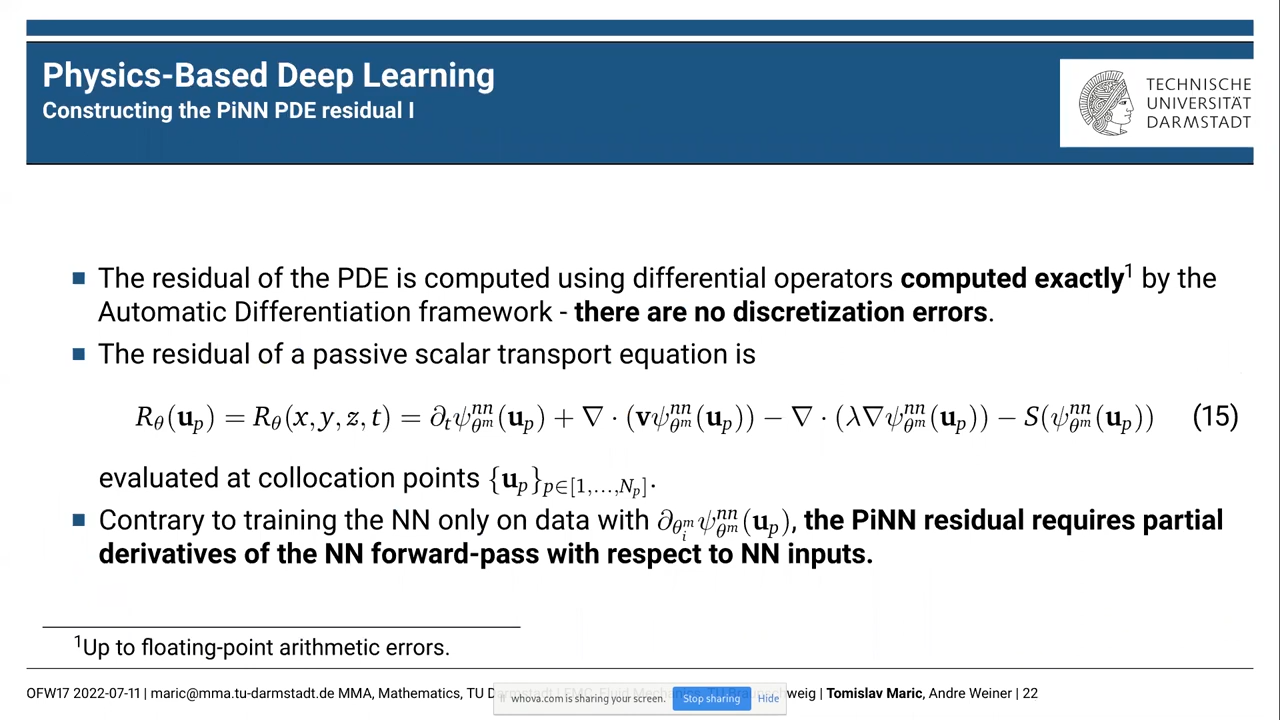 Physics-Based Deep Learning
Constructing the PiNN PDE residual I
TECHNISCHE
UNIVERSITÄT
DARMSTADT
■ The residual of the PDE is computed using differential operators computed exactly¹ by the
Automatic Differentiation framework - there are no discretization errors.
■ The residual of a passive scalar transport equation is
R_θ(u_p) = R_θ(x, y, z, t) = ∂_t ψ^{nn}_{θ^m}(u_p) + ∇ · (vψ^{nn}_{θ^m}(u_p)) − ∇ · (λ∇ψ^{nn}_{θ^m}(u_p)) − S(ψ^{nn}_{θ^m}(u_p)) (15)
evaluated at collocation points {u_p}_{p∈[1,...,N_p]}.
■ Contrary to training the NN only on data with ∂_{θ^m_i} ψ^{nn}_{θ^m}(u_p), the PiNN residual requires partial
derivatives of the NN forward-pass with respect to NN inputs.
¹Up to floating-point arithmetic errors.
OFW17 2022-07-11 | maric@mma.tu-darmstadt.de MMA, Mathematics, TU D | Tomislav Maric, Andre Weiner | 22
whova.com is sharing your screen. Stop sharing Hide